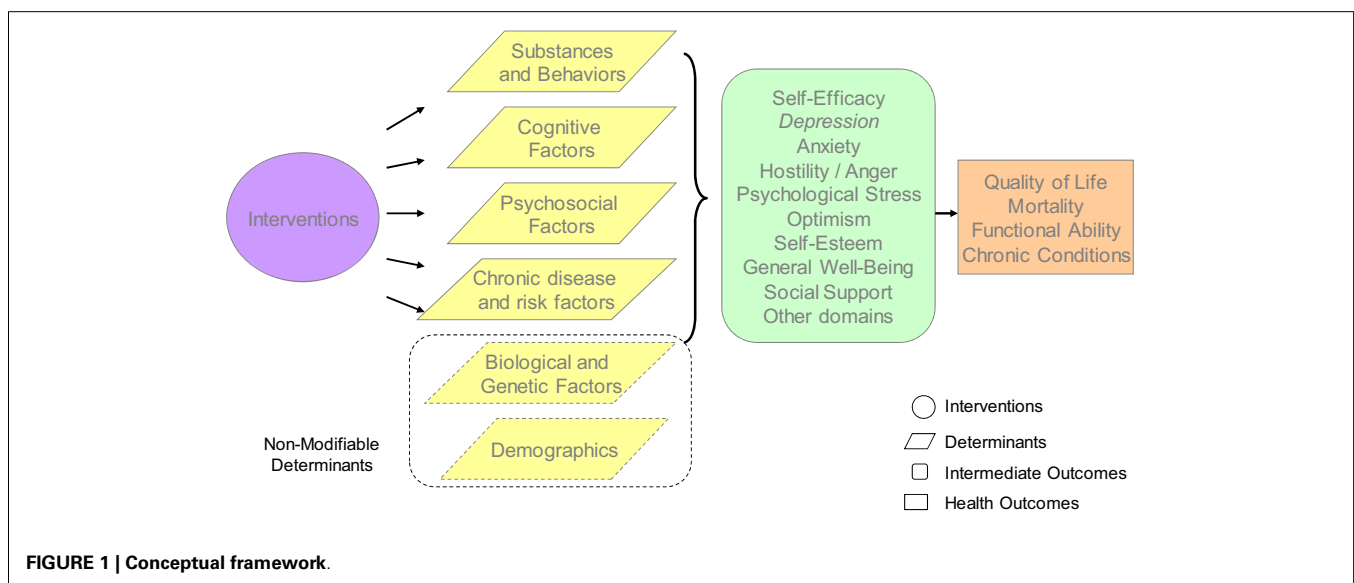 Substances
and Behaviors
Cognitive
Factors
Interventions
Psychosocial
Factors
Chronic disease
and risk factors
Biological and
Genetic Factors
Non-Modifiable
Determinants
Demographics
Self-Efficacy
Depression
Anxiety
Hostility / Anger
Psychological Stress
Optimism
Self-Esteem
General Well-Being
Social Support
Other domains
Quality of Life
Mortality
Functional Ability
Chronic Conditions
Interventions
Determinants
Intermediate Outcomes
Health Outcomes
FIGURE 1 | Conceptual framework.